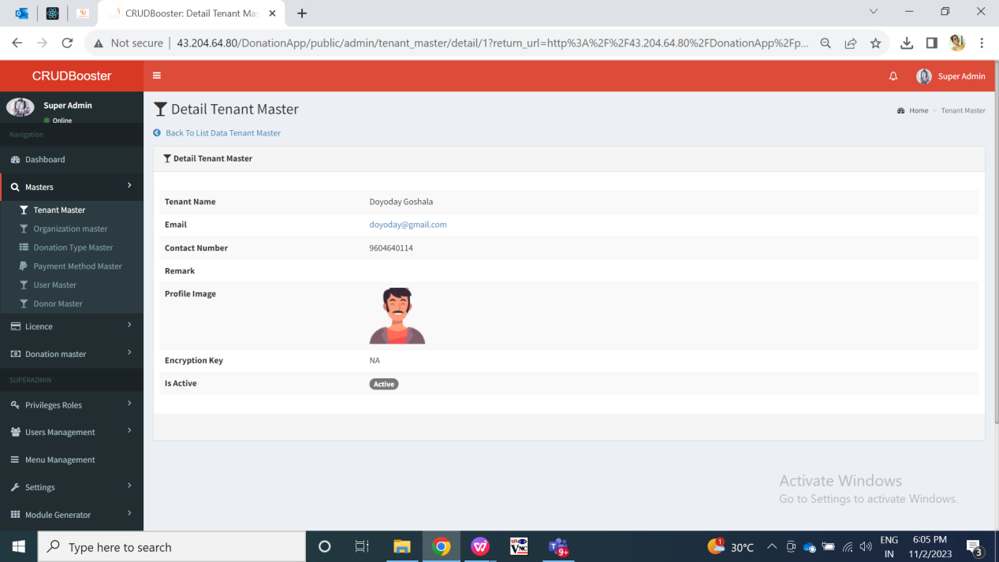 CRUDBooster: Detail Tenant Mas
Not secure
43.204.64.80/DonationApp/public/admin/tenant_master/detail/1?return_url=http%3A%2F%2F43.204.64.80%2FDonationApp%2Fp...
CRUDBooster
Super Admin
Super Admin
Online
Navigation
Dashboard
Masters
Tenant Master
Organization master
Donation Type Master
Payment Method Master
User Master
Donor Master
Licence
Donation master
SUPERADMIN
Privileges Roles
Users Management
Menu Management
Settings
Module Generator
Detail Tenant Master
Home > Tenant Master
Back To List Data Tenant Master
Detail Tenant Master
Tenant Name Doyoday Goshala
Email doyoday@gmail.com
Contact Number 9604640114
Remark
Profile Image
Encryption Key NA
Is Active Active
Activate Windows
Go to Settings to activate Windows.
Type here to search
9+
1
30°C
ENG
IN
6:05 PM
11/2/2023
3